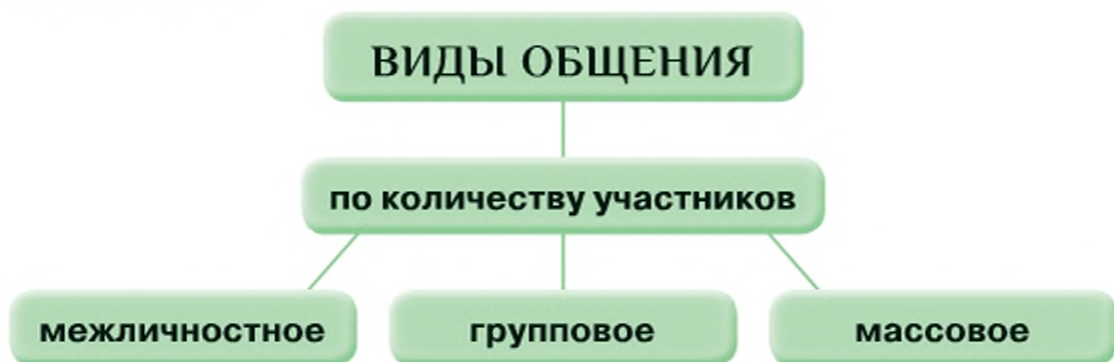 ВИДЫ ОБЩЕНИЯ
по количеству участников
межличностное
групповое
массовое